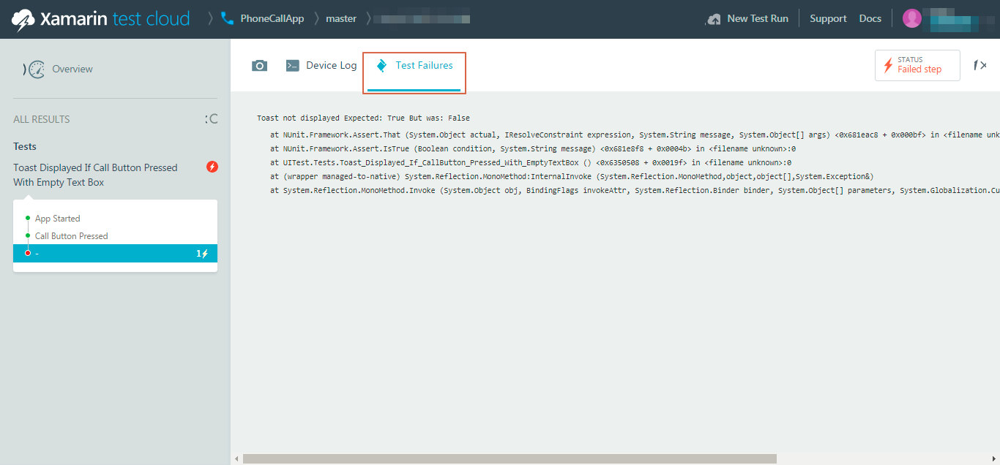 Xamarin test cloud PhoneCallApp master New Test Run Support Docs
Overview
ALL RESULTS
Tests
Toast Displayed If Call Button Pressed
With Empty Text Box
App Started
Call Button Pressed
- 1
Device Log Test Failures
STATUS
Failed step
Toast not displayed Expected: True But was: False
at NUnit.Framework.Assert.That (System.Object actual, IResolveConstraint expression, System.String message, System.Object[] args) <0x681eac8 + 0x000bf> in <filename unk
at NUnit.Framework.Assert.IsTrue (Boolean condition, System.String message) <0x681e8f8 + 0x0004b> in <filename unknown>:0
at UITest.Tests.Toast_Displayed_If_CallButton_Pressed_With_EmptyTextBox () <0x6350508 + 0x0019f> in <filename unknown>:0
at (wrapper managed-to-native) System.Reflection.MonoMethod:InternalInvoke (System.Reflection.MonoMethod,object,object[],System.Exception&)
at System.Reflection.MonoMethod.Invoke (System.Object obj, BindingFlags invokeAttr, System.Reflection.Binder binder, System.Object[] parameters, System.Globalization.Cu